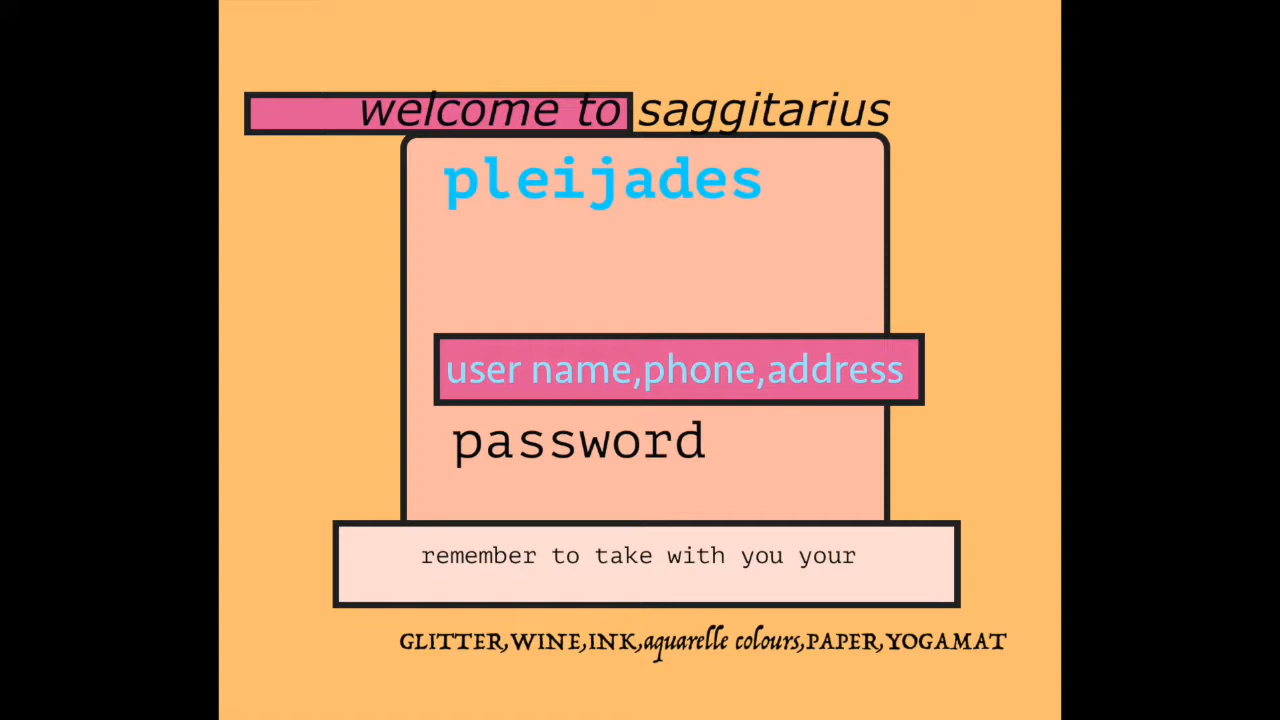 welcome to saggitarius
pleijades
user name,phone,address
password
remember to take with you your
GLITTER,WINE,INK,aquarelle colours,PAPER,YOGAMAT